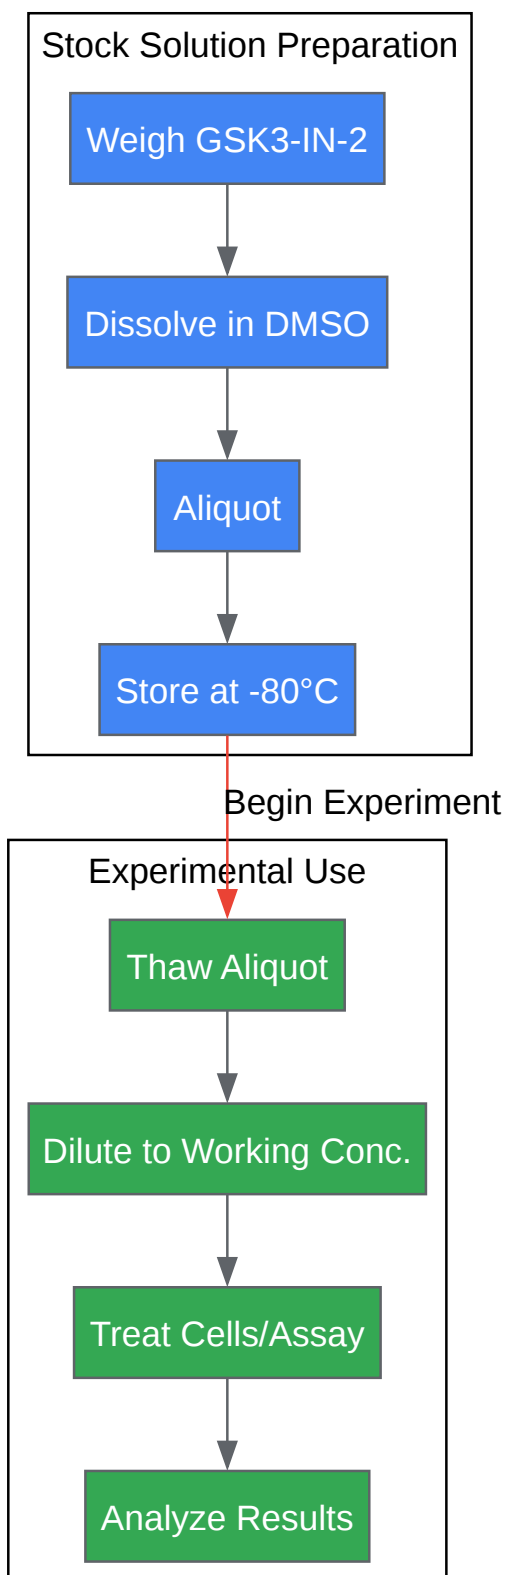 Stock Solution Preparation
Weigh GSK3-IN-2
Dissolve in DMSO
Aliquot
Store at -80°C
Begin Experiment
Experimental Use
Thaw Aliquot
Dilute to Working Conc.
Treat Cells/Assay
Analyze Results